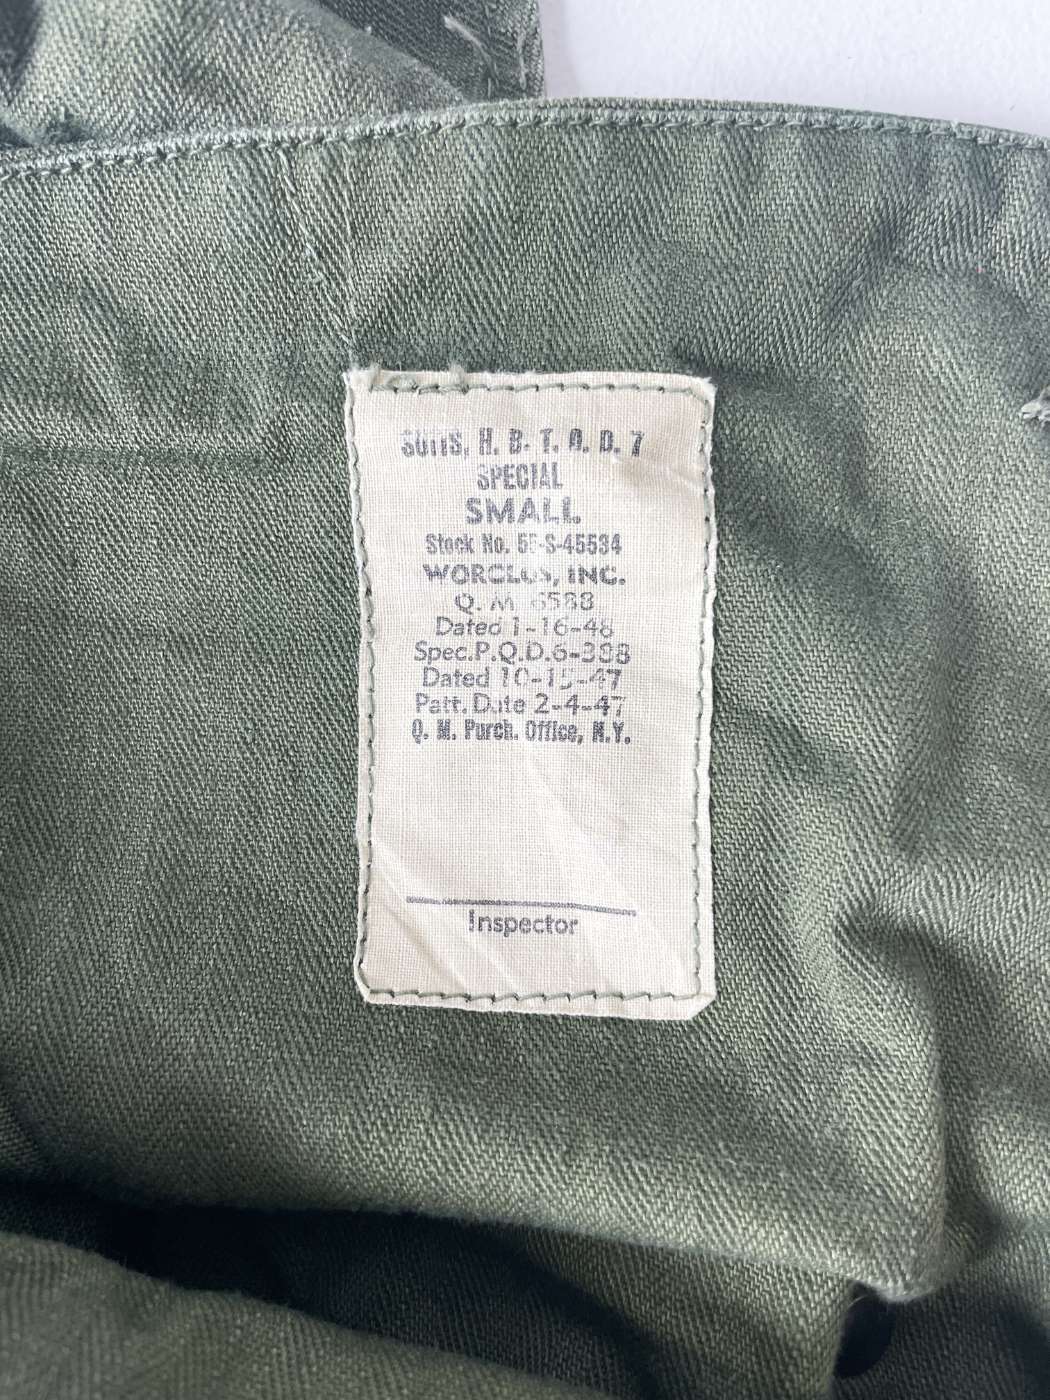 SUITS, H. B. T. O. D. 7
SPECIAL
SMALL
Stock No. 55-S-45534
WORCLOS, INC.
Q. M. 6588
Dated 1-16-48
Spec. P.Q.D. 6-388
Dated 10-15-47
Patt. Date 2-4-47
Q. M. Purch. Office, N.Y.
Inspector